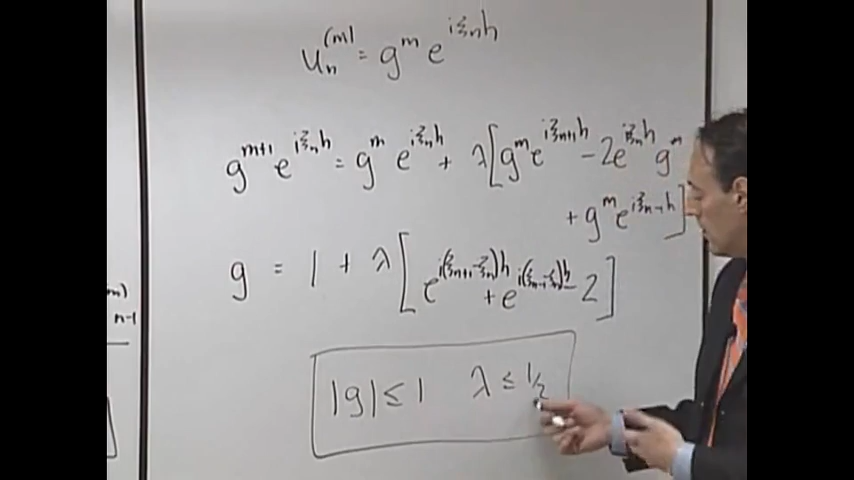 u_n^(m) = g^m e^{iξ_n h}
g^{m+1} e^{iξ_n h} = g^m e^{iξ_n h} + λ[g^m e^{iξ_{n+1} h} - 2e^{iξ_n h} g^m
+ g^m e^{iξ_{n-1} h}]
g = 1 + λ[e^{i(ξ_{n+1}-ξ_n)h} + e^{i(ξ_{n-1}-ξ_n)h} - 2]
m)
n-1
|g| ≤ 1 λ ≤ 1/2